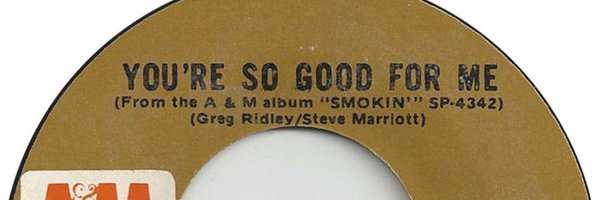 YOU'RE SO GOOD FOR ME
(From the A & M album "SMOKIN'" SP-4342)
(Greg Ridley/Steve Marriott)
A&M